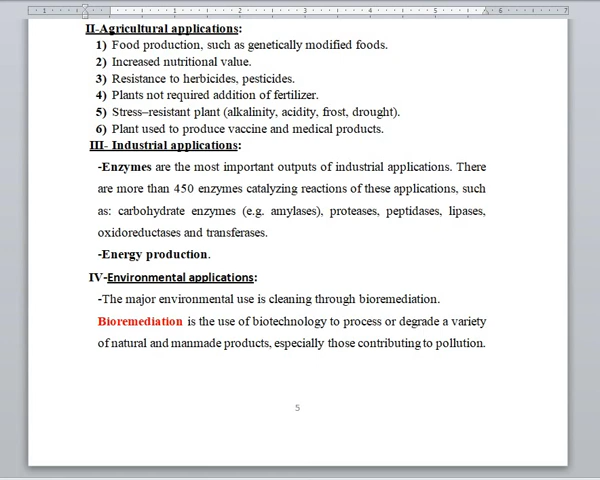 II-Agricultural applications:
1) Food production, such as genetically modified foods.
2) Increased nutritional value.
3) Resistance to herbicides, pesticides.
4) Plants not required addition of fertilizer.
5) Stress–resistant plant (alkalinity, acidity, frost, drought).
6) Plant used to produce vaccine and medical products.
III- Industrial applications:
-Enzymes are the most important outputs of industrial applications. There
are more than 450 enzymes catalyzing reactions of these applications, such
as: carbohydrate enzymes (e.g. amylases), proteases, peptidases, lipases,
oxidoreductases and transferases.
-Energy production.
IV-Environmental applications:
-The major environmental use is cleaning through bioremediation.
Bioremediation is the use of biotechnology to process or degrade a variety
of natural and manmade products, especially those contributing to pollution.
5